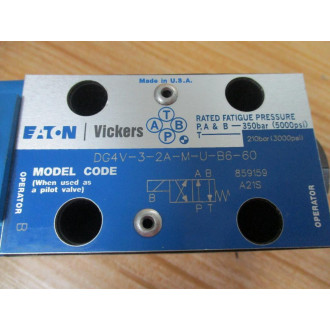 Made in U.S.A.
EATON | Vickers
T
A B
P
RATED FATIGUE PRESSURE
P, A & B — 350bar (5000psi)
T — 210bar (3000psi)
DG4V-3-2A-M-U-B6-60
MODEL CODE
(When used as
a pilot valve)
A B
P T
859159
A21S
OPERATOR
B
OPERATOR